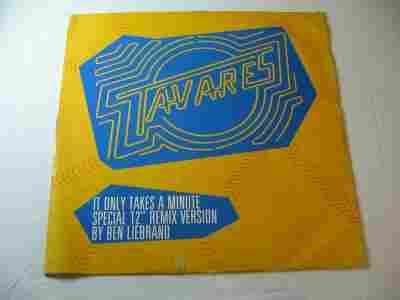 TAVARES
IT ONLY TAKES A MINUTE
SPECIAL 12" REMIX VERSION
BY BEN LIEBRAND